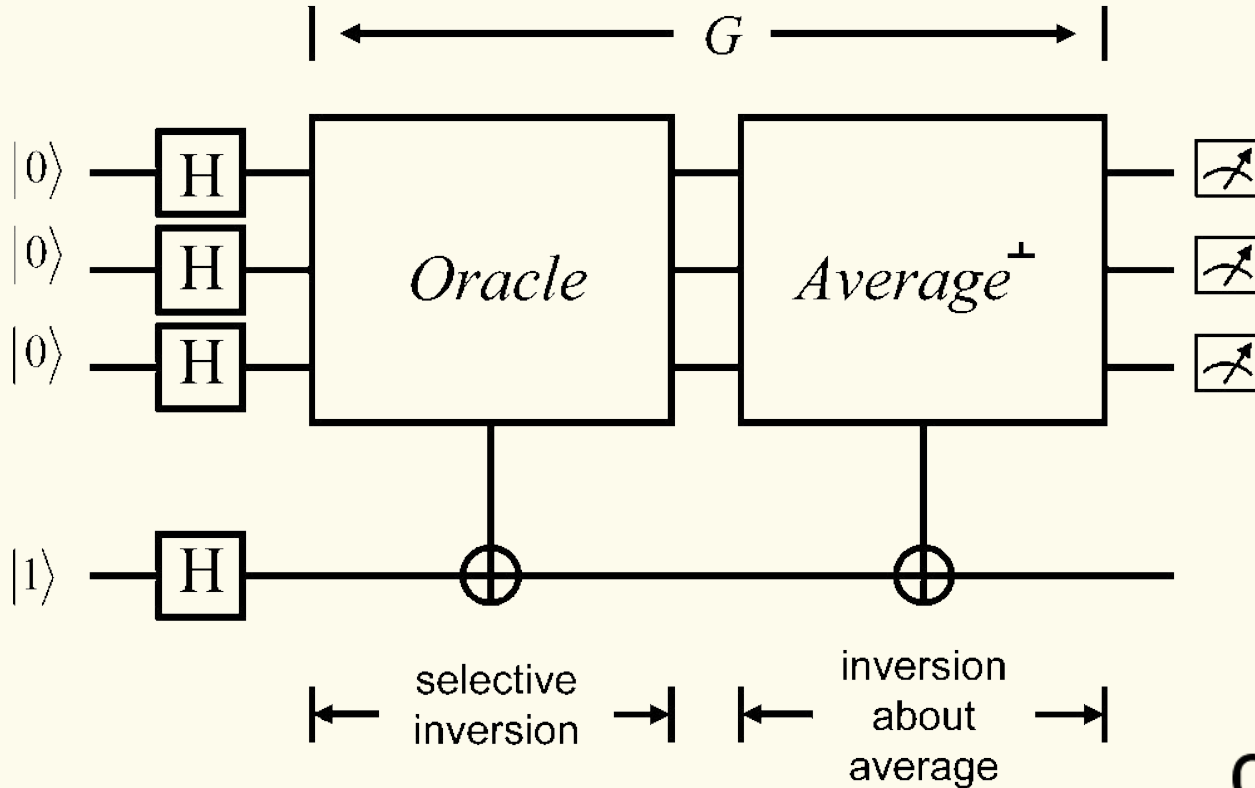 G
|0⟩ H
|0⟩ H
|0⟩ H
Oracle
Average⊥
|1⟩ H
selective
inversion
inversion
about
average